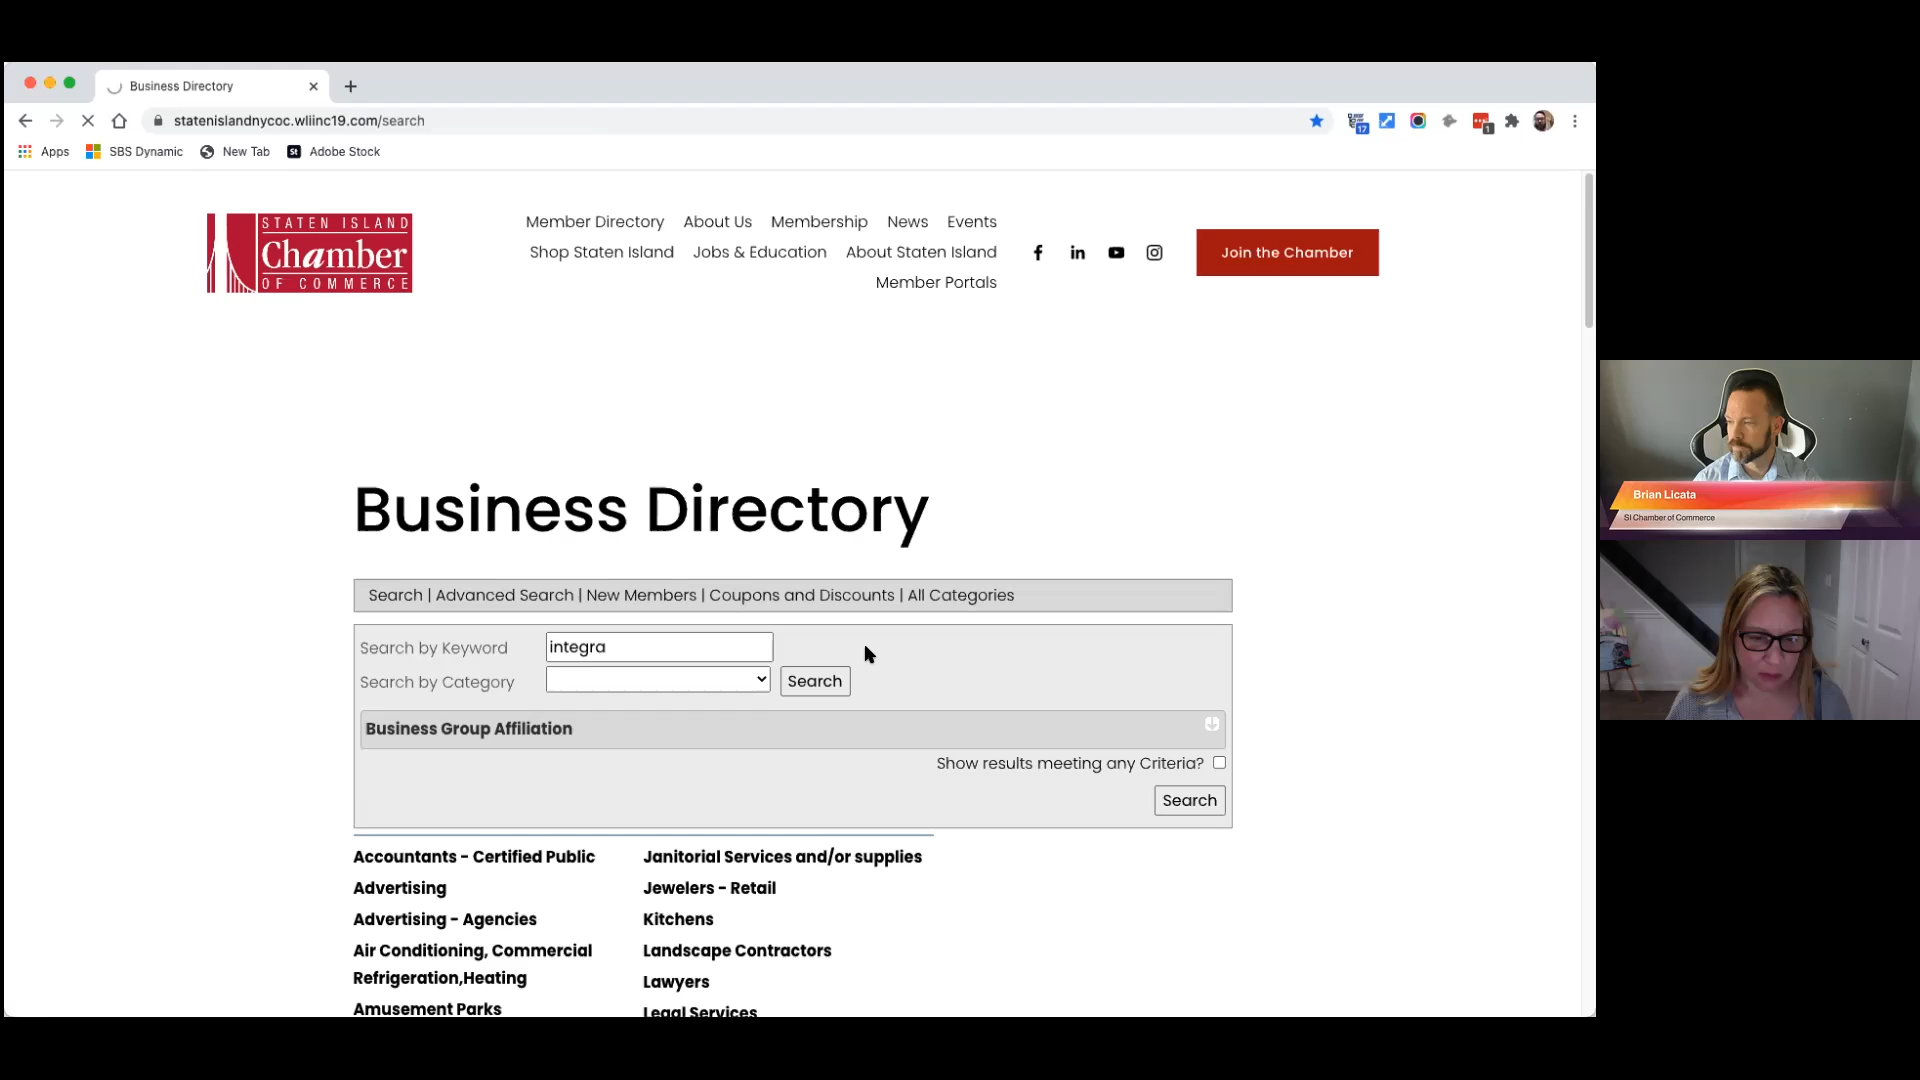 Business Directory
statenislandnycoc.wliinc19.com/search
17
1
Apps
SBS Dynamic
New Tab
St
Adobe Stock
STATEN ISLAND
Chamber
OF COMMERCE
Member Directory About Us Membership News Events
Shop Staten Island Jobs & Education About Staten Island
Member Portals
Join the Chamber
Business Directory
Search | Advanced Search | New Members | Coupons and Discounts | All Categories
Search by Keyword integra
Search by Category Search
Business Group Affiliation
Show results meeting any Criteria?
Search
Accountants - Certified Public
Advertising
Advertising - Agencies
Air Conditioning, Commercial
Refrigeration,Heating
Amusement Parks
Janitorial Services and/or supplies
Jewelers - Retail
Kitchens
Landscape Contractors
Lawyers
Legal Services
Brian Licata
SI Chamber of Commerce